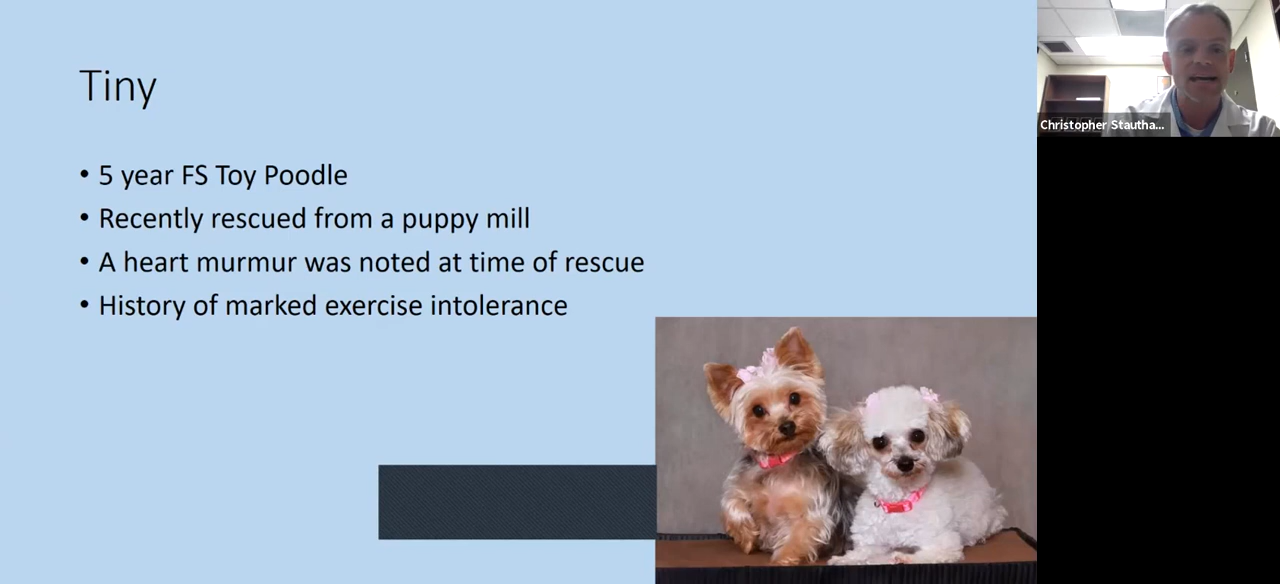 Tiny
• 5 year FS Toy Poodle
• Recently rescued from a puppy mill
• A heart murmur was noted at time of rescue
• History of marked exercise intolerance
Christopher Stautha...